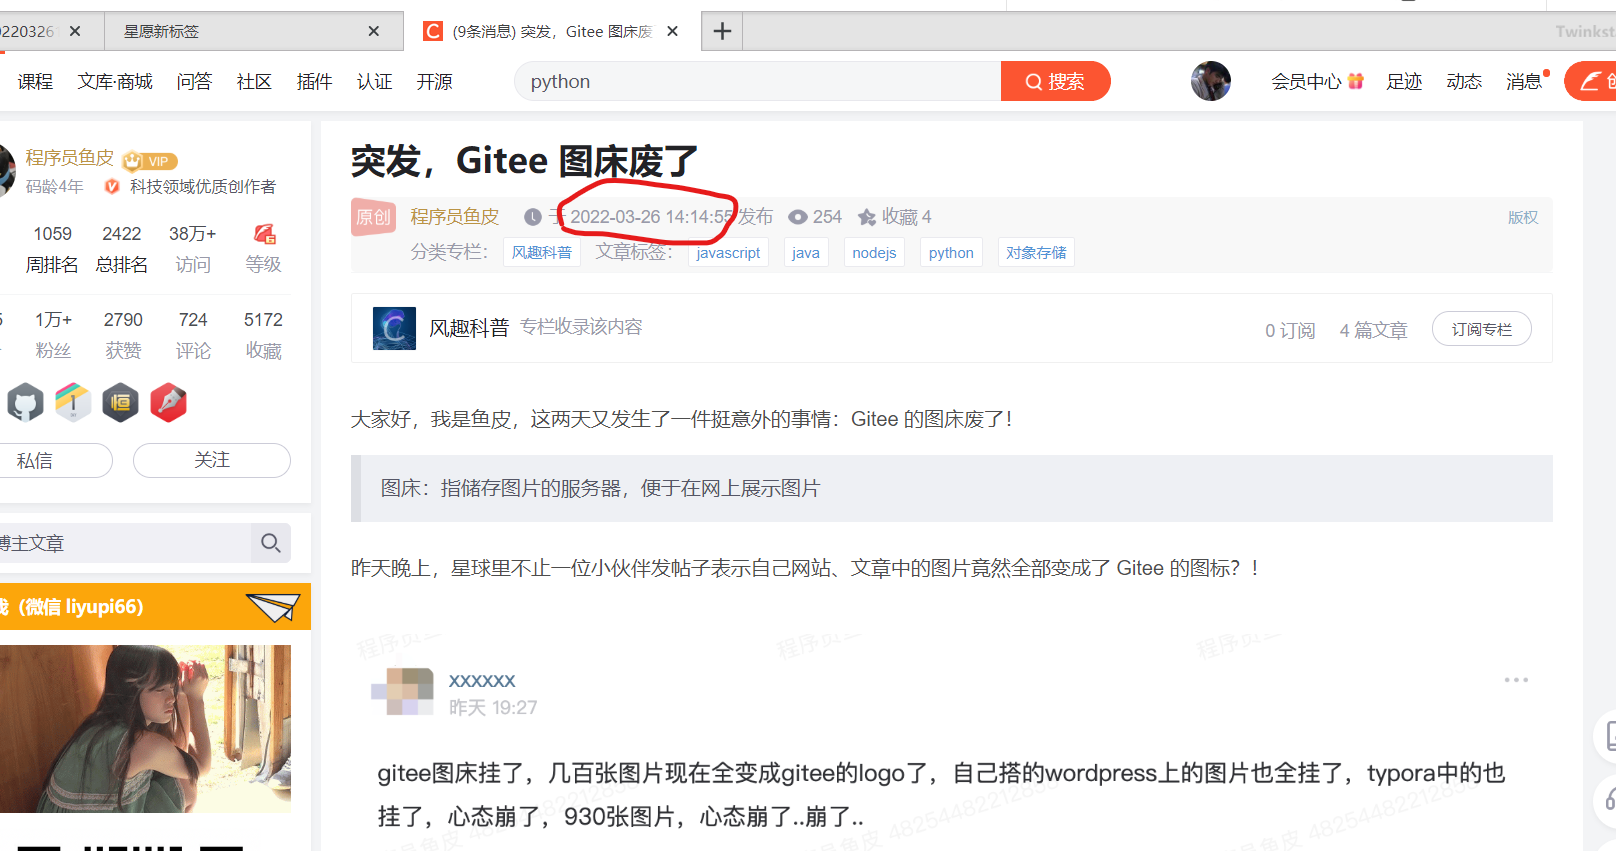 2022032
星愿新标签
(9条消息) 突发，Gitee 图床废
Twinkst
课程 文库·商城 问答 社区 插件 认证 开源
python
搜索
会员中心 足迹 动态 消息 创
程序员鱼皮 VIP
码龄4年 科技领域优质创作者
1059 2422 38万+
周排名 总排名 访问 等级
1万+ 2790 724 5172
粉丝 获赞 评论 收藏
私信 关注
博主文章
我（微信 liyupi66）
突发，Gitee 图床废了
原创 程序员鱼皮 于 2022-03-26 14:14:55 发布 254 收藏 4
版权
分类专栏： 风趣科普 文章标签： javascript java nodejs python 对象存储
风趣科普 专栏收录该内容
0 订阅 4 篇文章 订阅专栏
大家好，我是鱼皮，这两天又发生了一件挺意外的事情：Gitee 的图床废了！
图床：指储存图片的服务器，便于在网上展示图片
昨天晚上，星球里不止一位小伙伴发帖子表示自己网站、文章中的图片竟然全部变成了 Gitee 的图标？！
xxxxxx
昨天 19:27
gitee图床挂了，几百张图片现在全变成gitee的logo了，自己搭的wordpress上的图片也全挂了，typora中的也
挂了，心态崩了，930张图片，心态崩了..崩了..